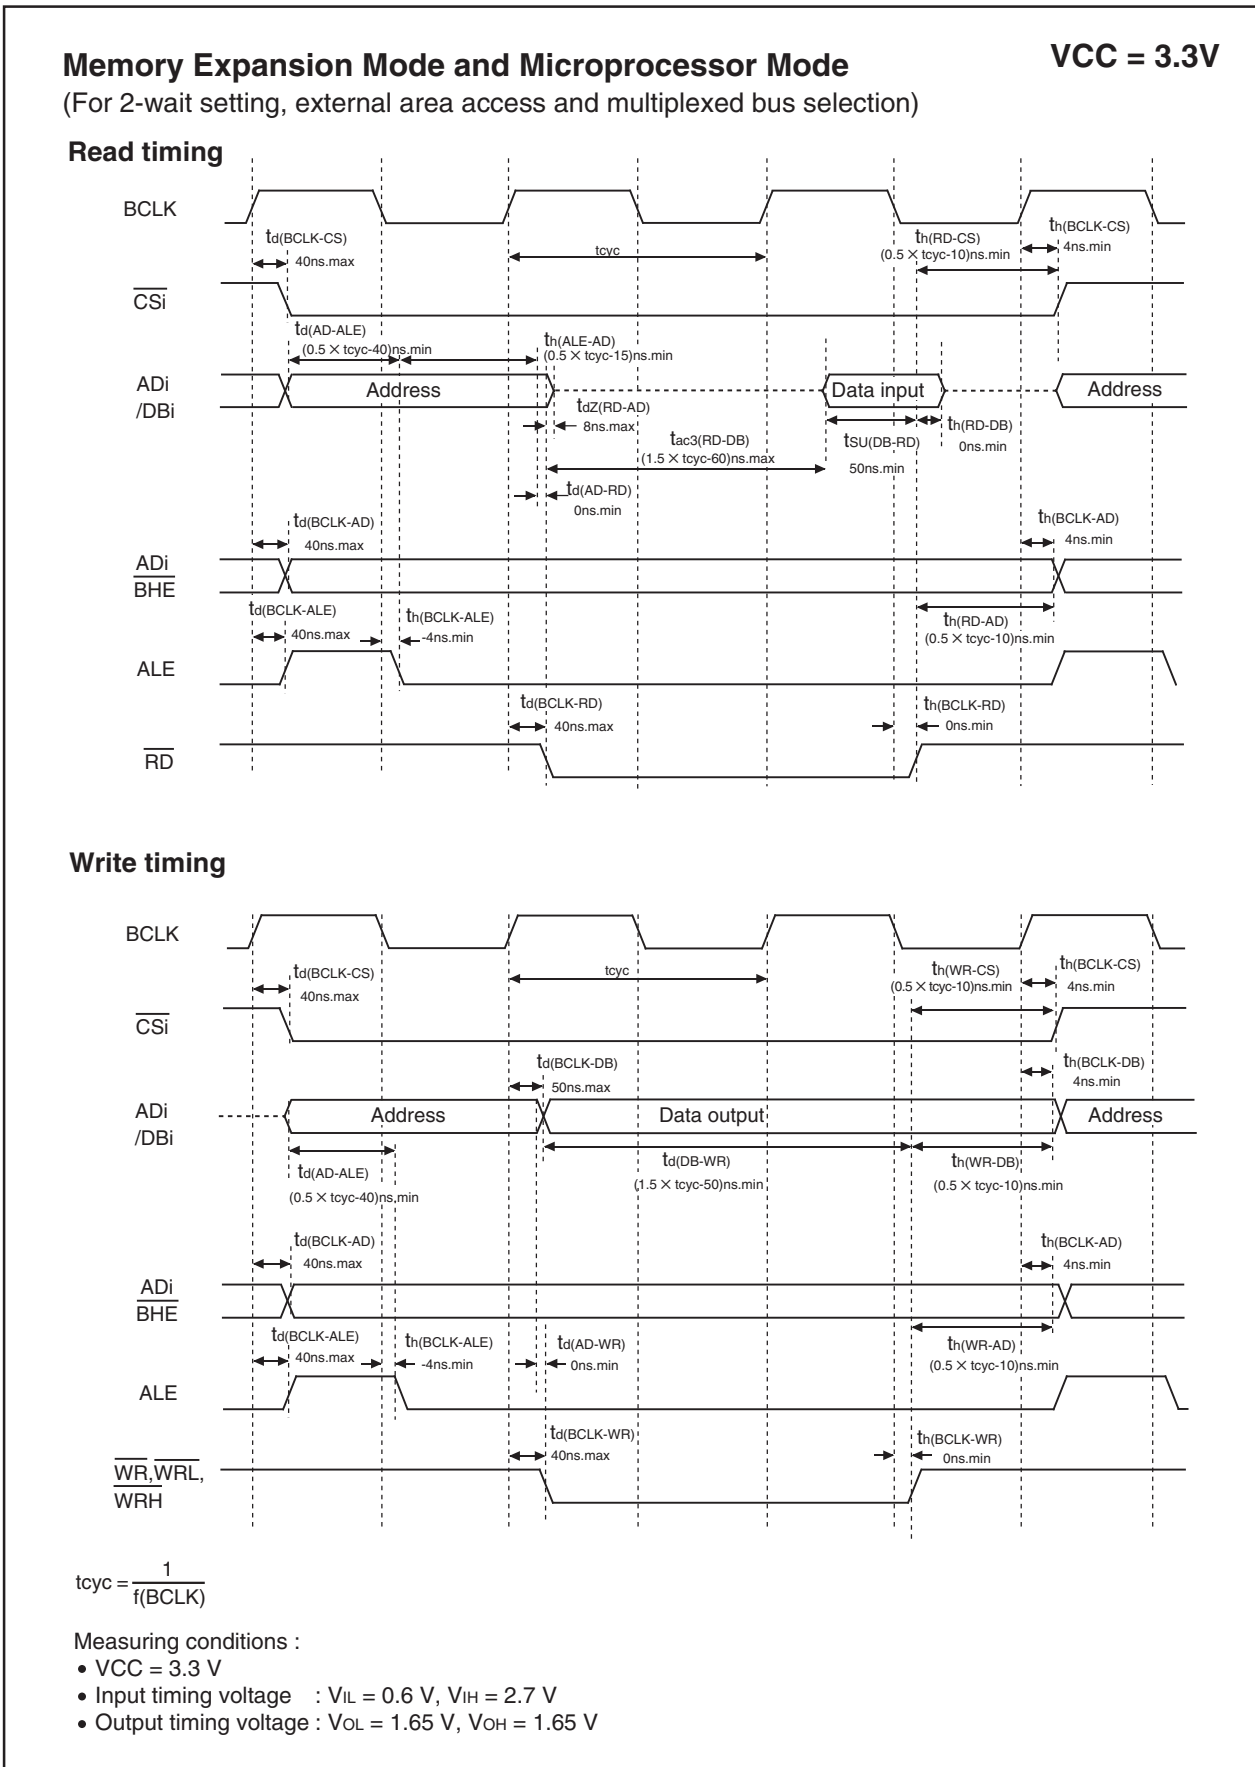 Memory Expansion Mode and Microprocessor Mode
VCC = 3.3V
(For 2-wait setting, external area access and multiplexed bus selection)
Read timing
BCLK
td(BCLK-CS)
40ns.max
tcyc
th(RD-CS)
(0.5 × tcyc-10)ns.min
th(BCLK-CS)
4ns.min
CSi
td(AD-ALE)
(0.5 × tcyc-40)ns.min
th(ALE-AD)
(0.5 × tcyc-15)ns.min
ADi
/DBi
Address
Data input
Address
tdZ(RD-AD)
8ns.max
tac3(RD-DB)
(1.5 × tcyc-60)ns.max
tSU(DB-RD)
50ns.min
th(RD-DB)
0ns.min
td(AD-RD)
0ns.min
td(BCLK-AD)
40ns.max
th(BCLK-AD)
4ns.min
ADi
BHE
td(BCLK-ALE)
40ns.max
th(BCLK-ALE)
-4ns.min
th(RD-AD)
(0.5 × tcyc-10)ns.min
ALE
td(BCLK-RD)
40ns.max
th(BCLK-RD)
0ns.min
RD
Write timing
BCLK
td(BCLK-CS)
40ns.max
tcyc
th(WR-CS)
(0.5 × tcyc-10)ns.min
th(BCLK-CS)
4ns.min
CSi
td(BCLK-DB)
50ns.max
th(BCLK-DB)
4ns.min
ADi
/DBi
Address
Data output
Address
td(AD-ALE)
(0.5 × tcyc-40)ns.min
td(DB-WR)
(1.5 × tcyc-50)ns.min
th(WR-DB)
(0.5 × tcyc-10)ns.min
td(BCLK-AD)
40ns.max
th(BCLK-AD)
4ns.min
ADi
BHE
td(BCLK-ALE)
40ns.max
th(BCLK-ALE)
-4ns.min
td(AD-WR)
0ns.min
th(WR-AD)
(0.5 × tcyc-10)ns.min
ALE
td(BCLK-WR)
40ns.max
th(BCLK-WR)
0ns.min
WR,WRL,
WRH
tcyc = 1
f(BCLK)
Measuring conditions :
• VCC = 3.3 V
• Input timing voltage : VIL = 0.6 V, VIH = 2.7 V
• Output timing voltage : VOL = 1.65 V, VOH = 1.65 V